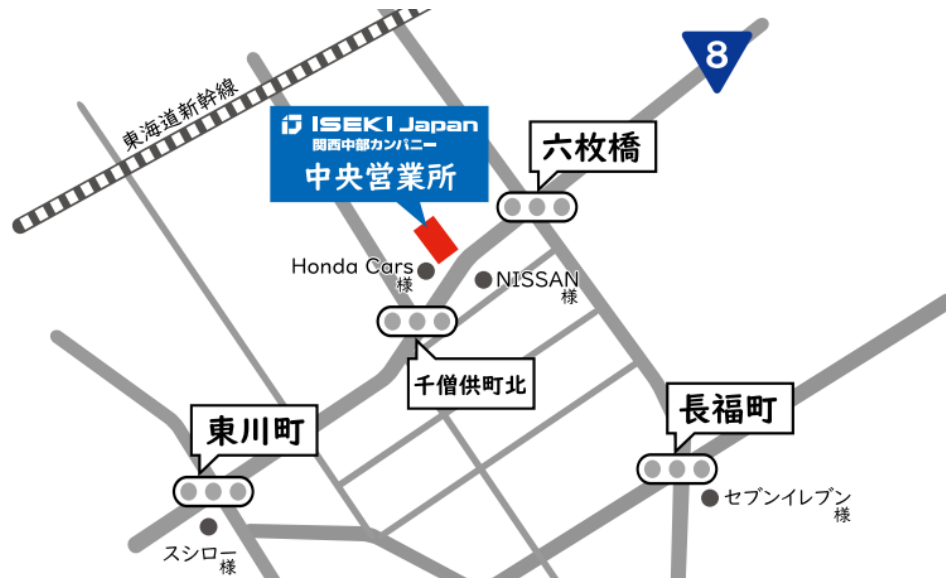 8
東海道新幹線
ISEKI Japan
関西中部カンパニー
中央営業所
六枚橋
Honda Cars
様
NISSAN
様
千僧供町北
長福町
東川町
セブンイレブン
様
スシロー
様